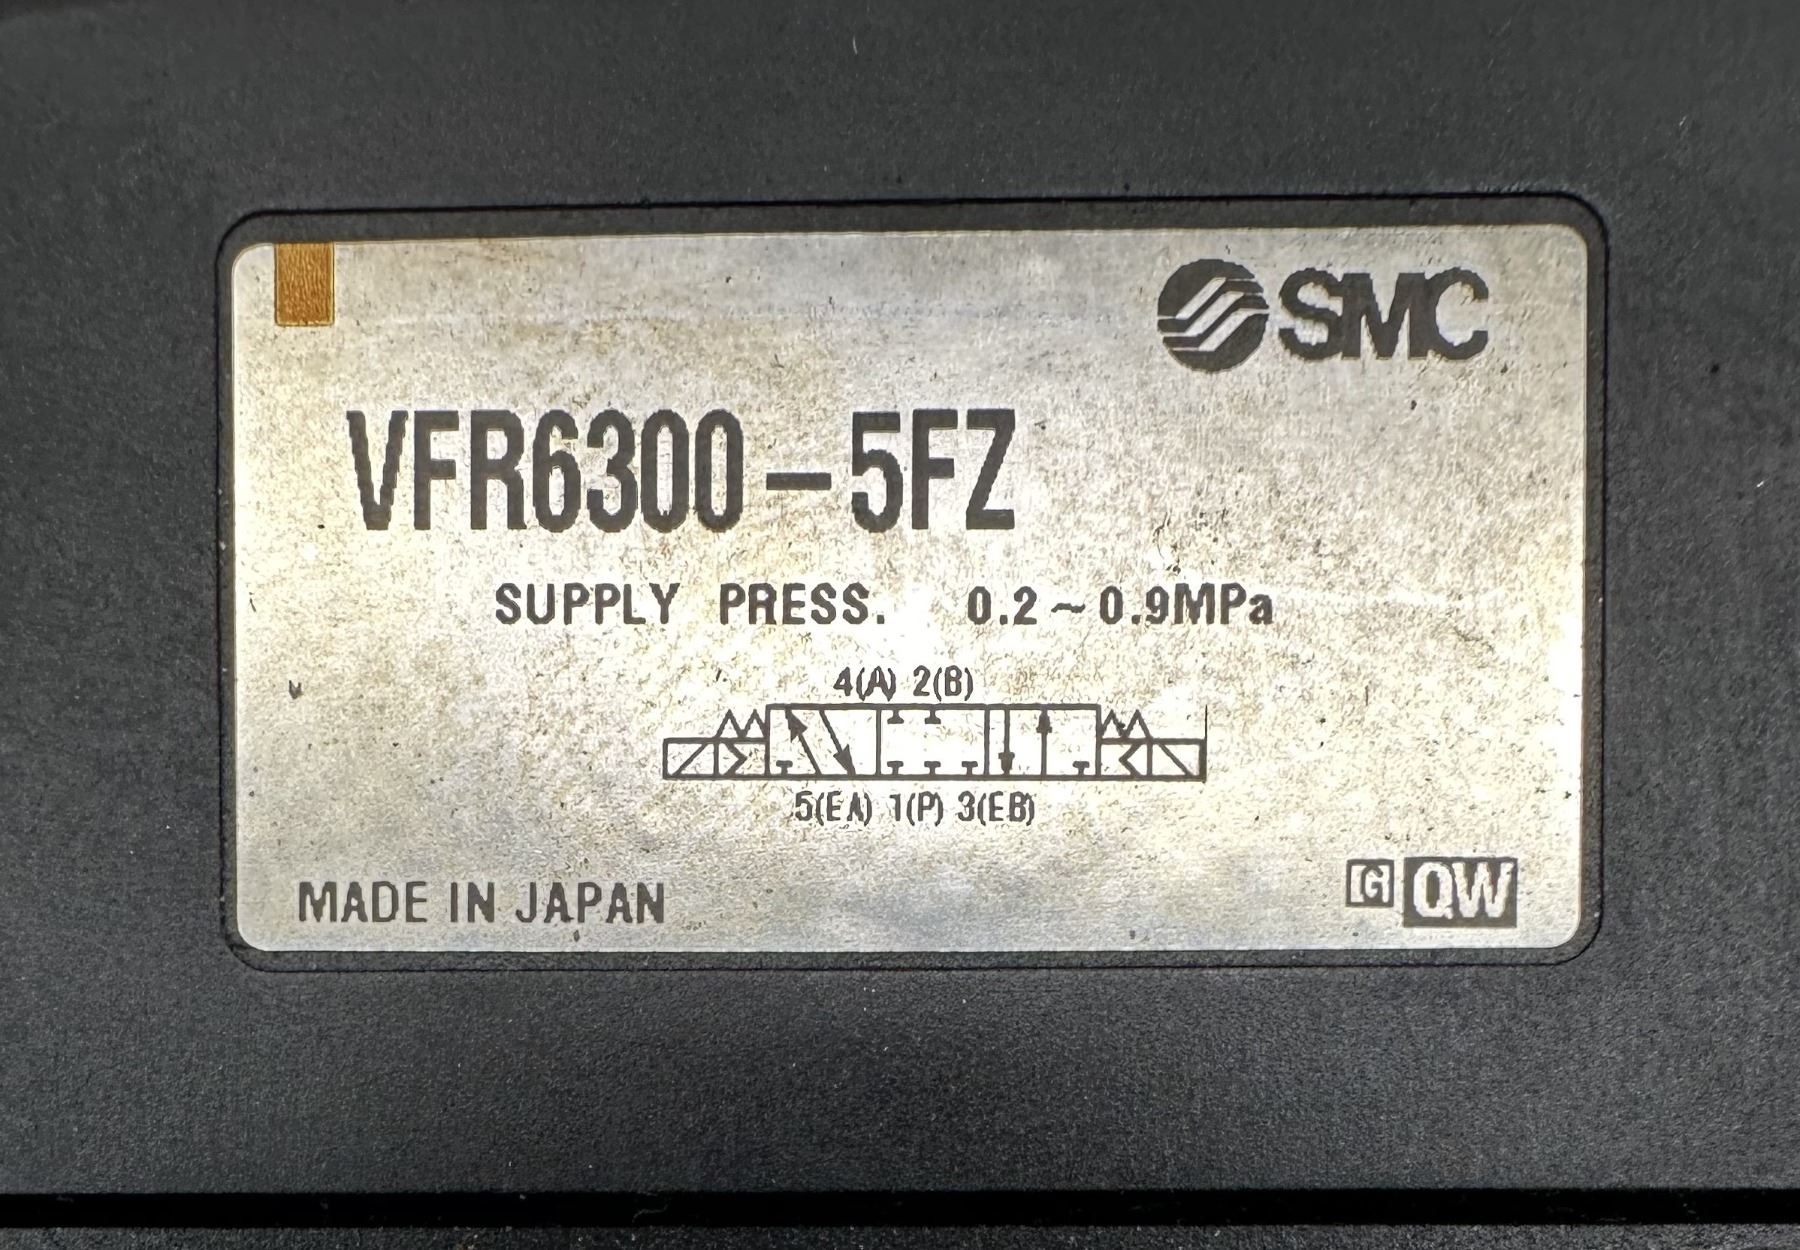 SMC
VFR6300-5FZ
SUPPLY PRESS. 0.2~0.9MPa
4(A) 2(B)
5(EA) 1(P) 3(EB)
MADE IN JAPAN
G QW